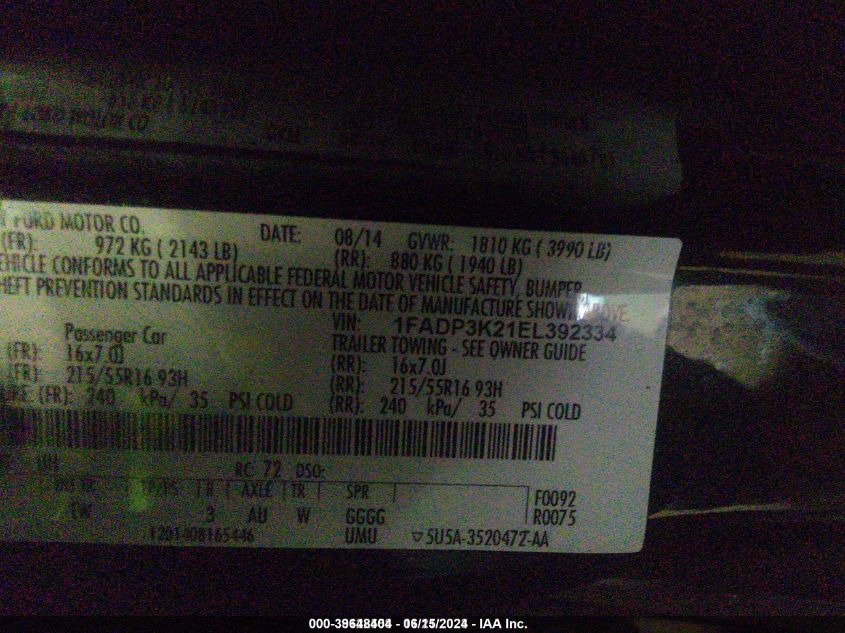 FORD MOTOR CO. DATE: 08/14 GVWR: 1810 KG ( 3990 LB)
(FR): 972 KG ( 2143 LB) (RR): 880 KG ( 1940 LB)
VEHICLE CONFORMS TO ALL APPLICABLE FEDERAL MOTOR VEHICLE SAFETY, BUMPER
THEFT PREVENTION STANDARDS IN EFFECT ON THE DATE OF MANUFACTURE SHOWN ABOVE.
VIN: 1FADP3K21EL392334
Passenger Car TRAILER TOWING - SEE OWNER GUIDE
(FR): 16x7.0J (RR): 16x7.0J
(FR): 215/55R16 93H (RR): 215/55R16 93H
(FR): 240 kPa/ 35 PSI COLD (RR): 240 kPa/ 35 PSI COLD
RC: 72 DSO:
AXLE TR SPR F0092
3 AU W GGGG R0075
1201408165446 UMU ▽5U5A-3520472-AA
06/15/2024 - IAA Inc.